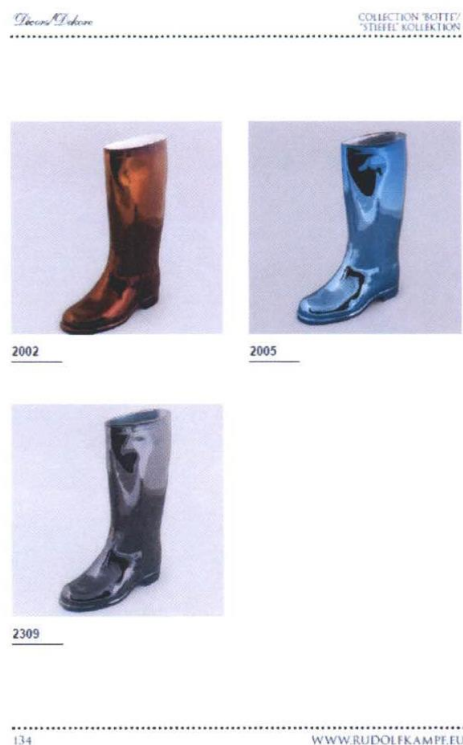 Décors/Dekore
COLLECTION "BOTTE"/
"STIEFEL" KOLLEKTION
2002
2005
2309
134
WWW.RUDOLFKAMPF.EU